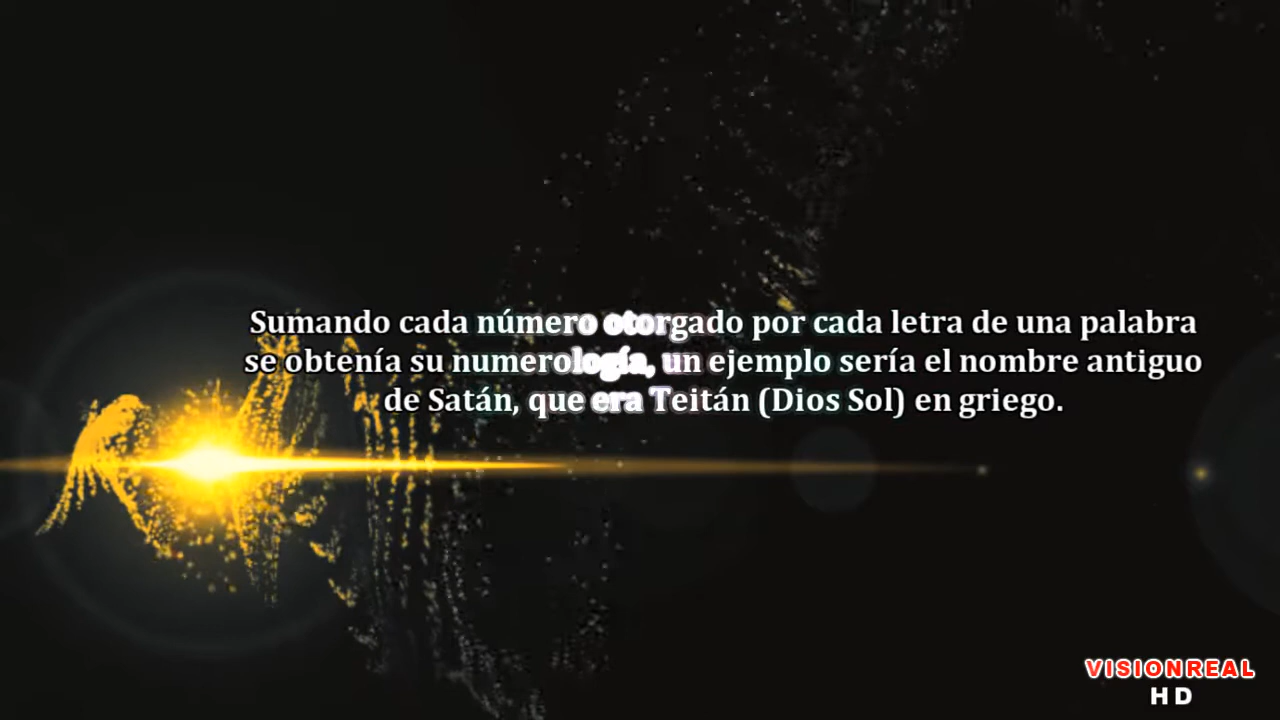 Sumando cada número otorgado por cada letra de una palabra
se obtenía su numerología, un ejemplo sería el nombre antiguo
de Satán, que era Teitán (Dios Sol) en griego.
VISIONREAL
HD